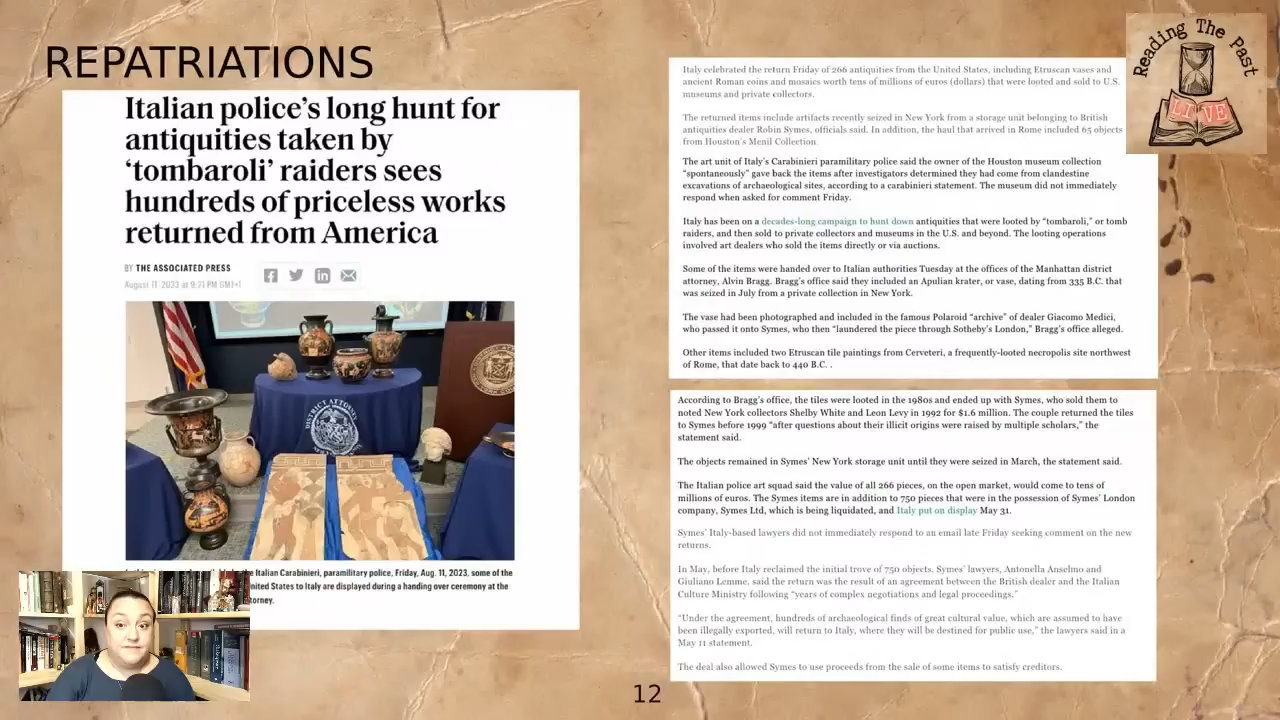 REPATRIATIONS
Italian police's long hunt for
antiquities taken by
‘tombaroli’ raiders sees
hundreds of priceless works
returned from America
BY THE ASSOCIATED PRESS
August 11, 2023 at 9:21 PM GMT+1
DISTRICT ATTORNEY
Italian Carabinieri, paramilitary police, Friday, Aug. 11, 2023, some of the
United States to Italy are displayed during a handing over ceremony at the
Italy celebrated the return Friday of 266 antiquities from the United States, including Etruscan vases and
ancient Roman coins and mosaics worth tens of millions of euros (dollars) that were looted and sold to U.S.
museums and private collectors.
The returned items include artifacts recently seized in New York from a storage unit belonging to British
antiquities dealer Robin Symes, officials said. In addition, the haul that arrived in Rome included 65 objects
from Houston's Menil Collection.
The art unit of Italy's Carabinieri paramilitary police said the owner of the Houston museum collection
“spontaneously” gave back the items after investigators determined they had come from clandestine
excavations of archaeological sites, according to a carabinieri statement. The museum did not immediately
respond when asked for comment Friday.
Italy has been on a decades-long campaign to hunt down antiquities that were looted by “tombaroli,” or tomb
raiders, and then sold to private collectors and museums in the U.S. and beyond. The looting operations
involved art dealers who sold the items directly or via auctions.
Some of the items were handed over to Italian authorities Tuesday at the offices of the Manhattan district
attorney, Alvin Bragg. Bragg's office said they included an Apulian krater, or vase, dating from 335 B.C. that
was seized in July from a private collection in New York.
The vase had been photographed and included in the famous Polaroid “archive” of dealer Giacomo Medici,
who passed it onto Symes, who then “laundered the piece through Sotheby's London,” Bragg's office alleged.
Other items included two Etruscan tile paintings from Cerveteri, a frequently-looted necropolis site northwest
of Rome, that date back to 440 B.C. .
According to Bragg's office, the tiles were looted in the 1980s and ended up with Symes, who sold them to
noted New York collectors Shelby White and Leon Levy in 1992 for $1.6 million. The couple returned the tiles
to Symes before 1999 “after questions about their illicit origins were raised by multiple scholars,” the
statement said.
The objects remained in Symes' New York storage unit until they were seized in March, the statement said.
The Italian police art squad said the value of all 266 pieces, on the open market, would come to tens of
millions of euros. The Symes items are in addition to 750 pieces that were in the possession of Symes' London
company, Symes Ltd, which is being liquidated, and Italy put on display May 31.
Symes' Italy-based lawyers did not immediately respond to an email late Friday seeking comment on the new
returns.
In May, before Italy reclaimed the initial trove of 750 objects, Symes' lawyers, Antonella Anselmo and
Giuliano Lemme, said the return was the result of an agreement between the British dealer and the Italian
Culture Ministry following “years of complex negotiations and legal proceedings.”
“Under the agreement, hundreds of archaeological finds of great cultural value, which are assumed to have
been illegally exported, will return to Italy, where they will be destined for public use,” the lawyers said in a
May 11 statement.
The deal also allowed Symes to use proceeds from the sale of some items to satisfy creditors.
Reading The Past
LIVE
12